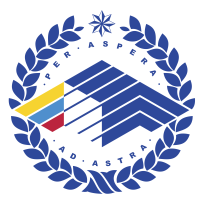 · PER · ASPERA ·
· AD · ASTRA ·